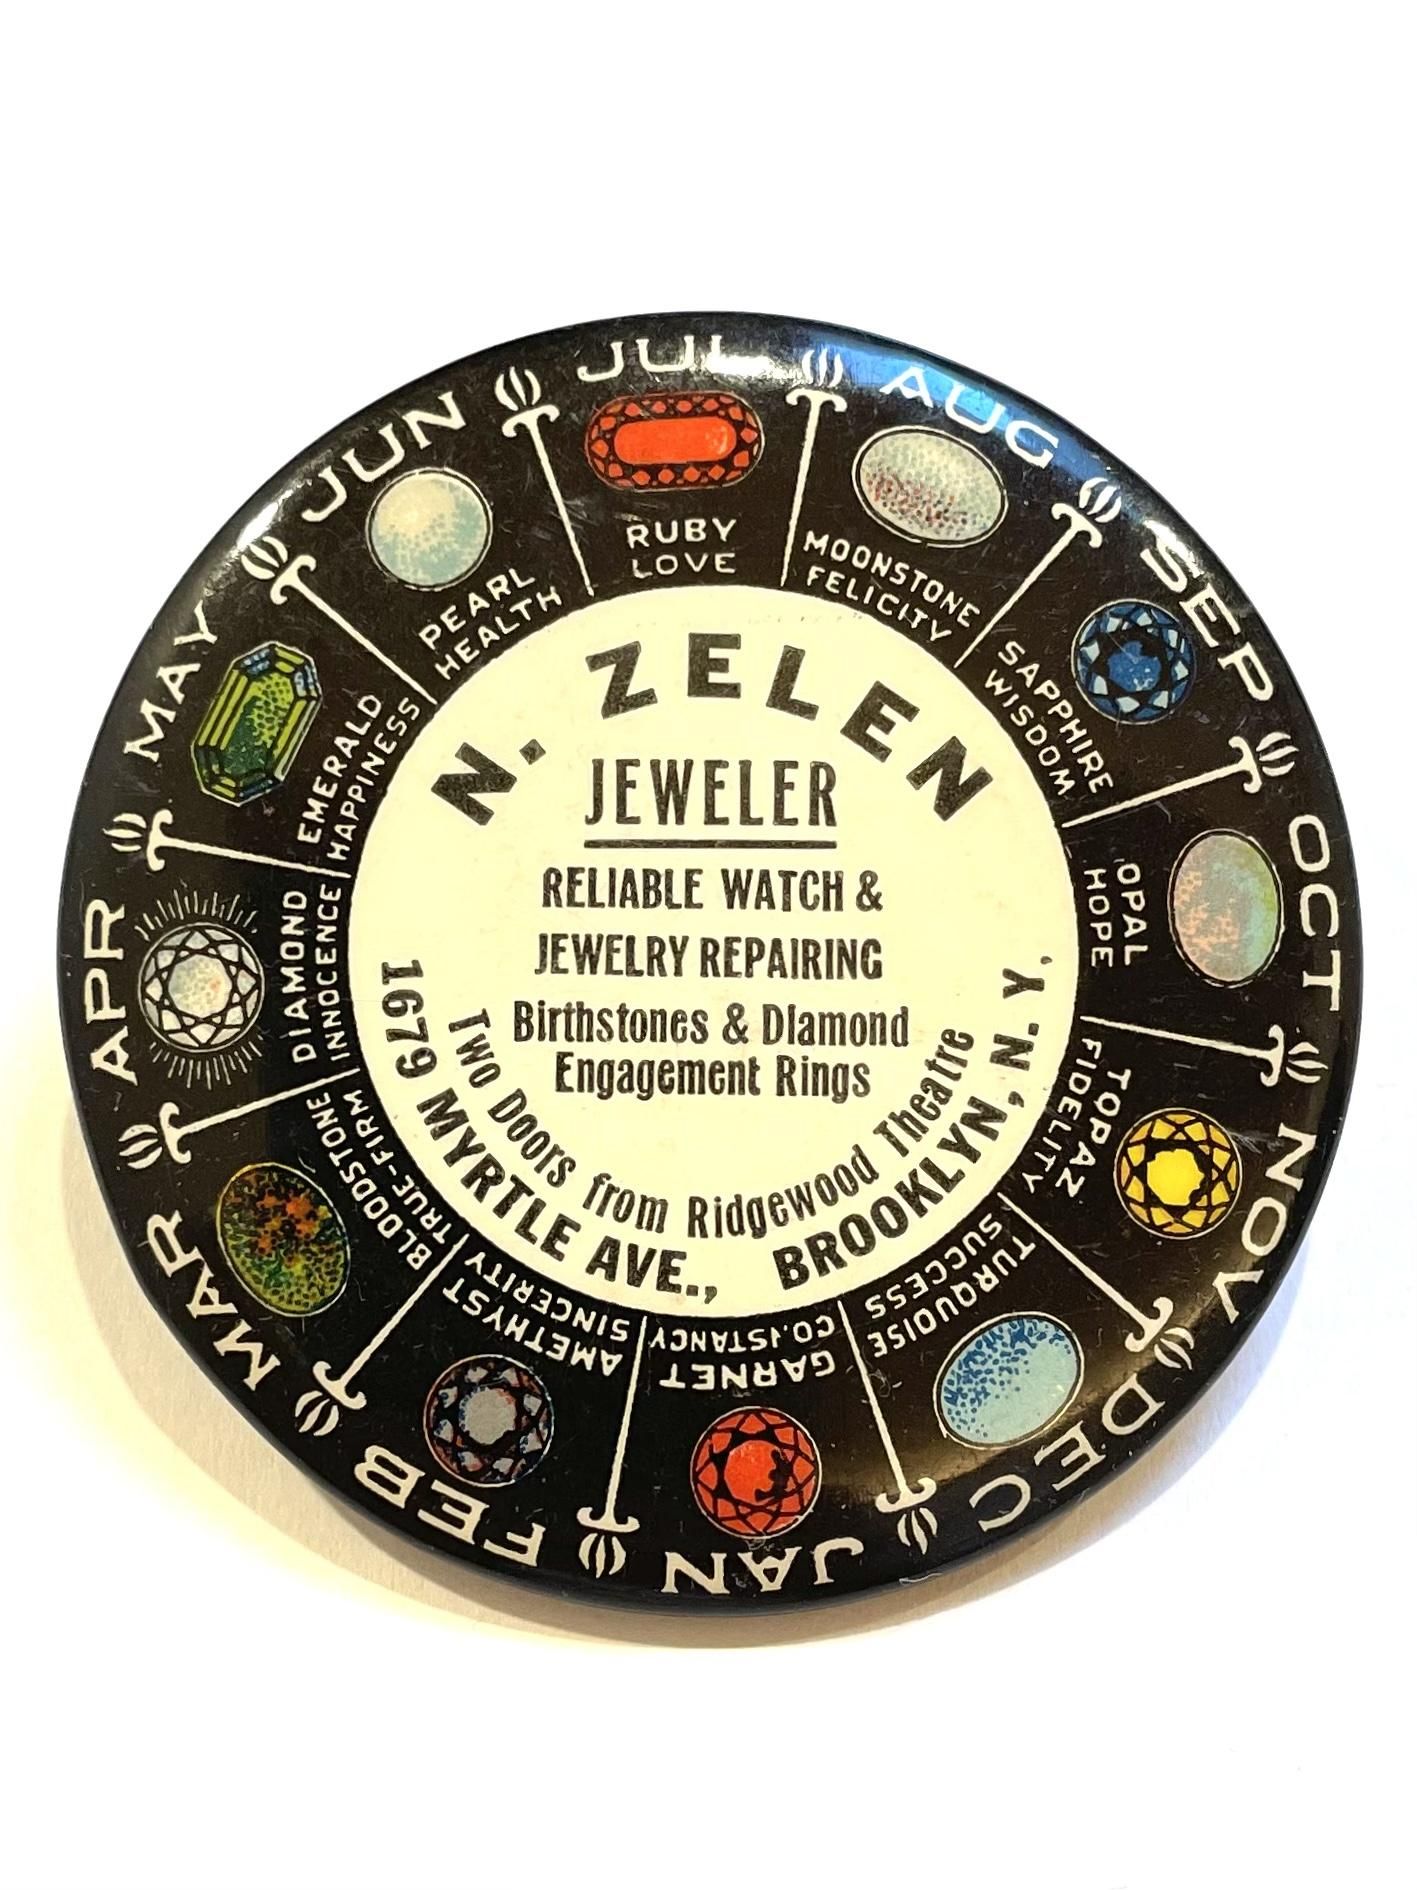 N. ZELEN
JEWELER
RELIABLE WATCH &
JEWELRY REPAIRING
Birthstones & Diamond
Engagement Rings
Two Doors from Ridgewood Theatre
1679 MYRTLE AVE., BROOKLYN, N. Y.,
JAN
GARNET
CONSTANCY
FEB
AMETHYST
SINCERITY
MAR
BLOODSTONE
TRUE-FIRM
APR
DIAMOND
INNOCENCE
MAY
EMERALD
HAPPINESS
JUN
PEARL
HEALTH
JUL
RUBY
LOVE
AUG
MOONSTONE
FELICITY
SEP
SAPPHIRE
WISDOM
OCT
OPAL
HOPE
NOV
TOPAZ
FIDELITY
DEC
TURQUOISE
SUCCESS